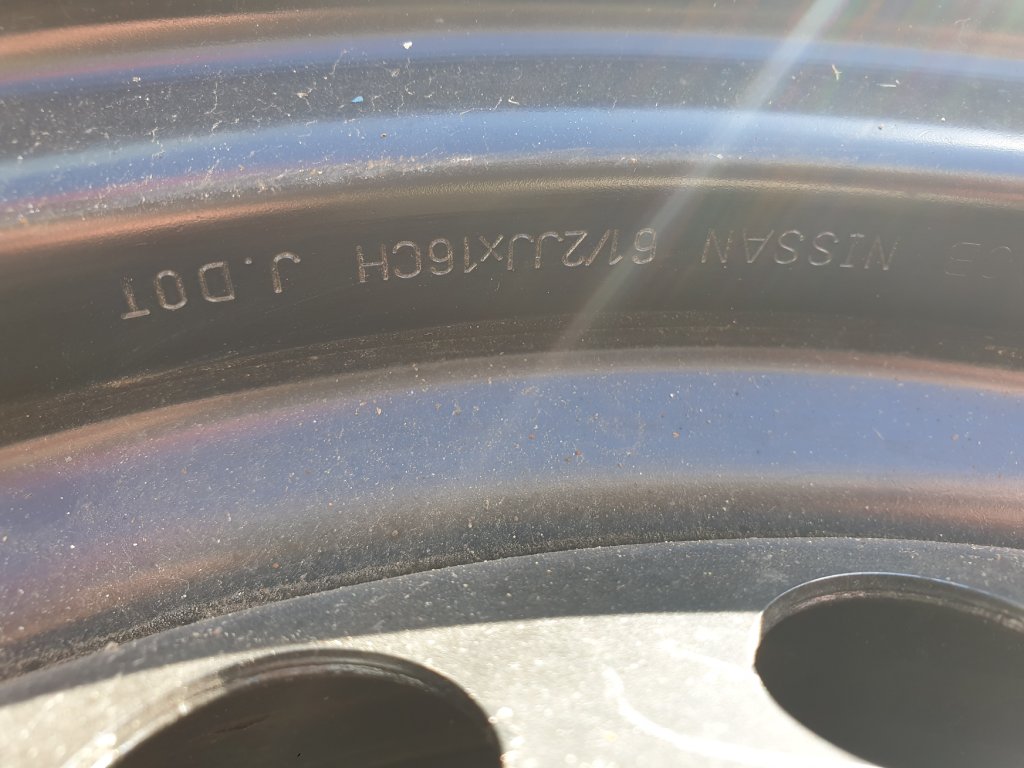 NISSAN 61/2JJx16CH J.DOT